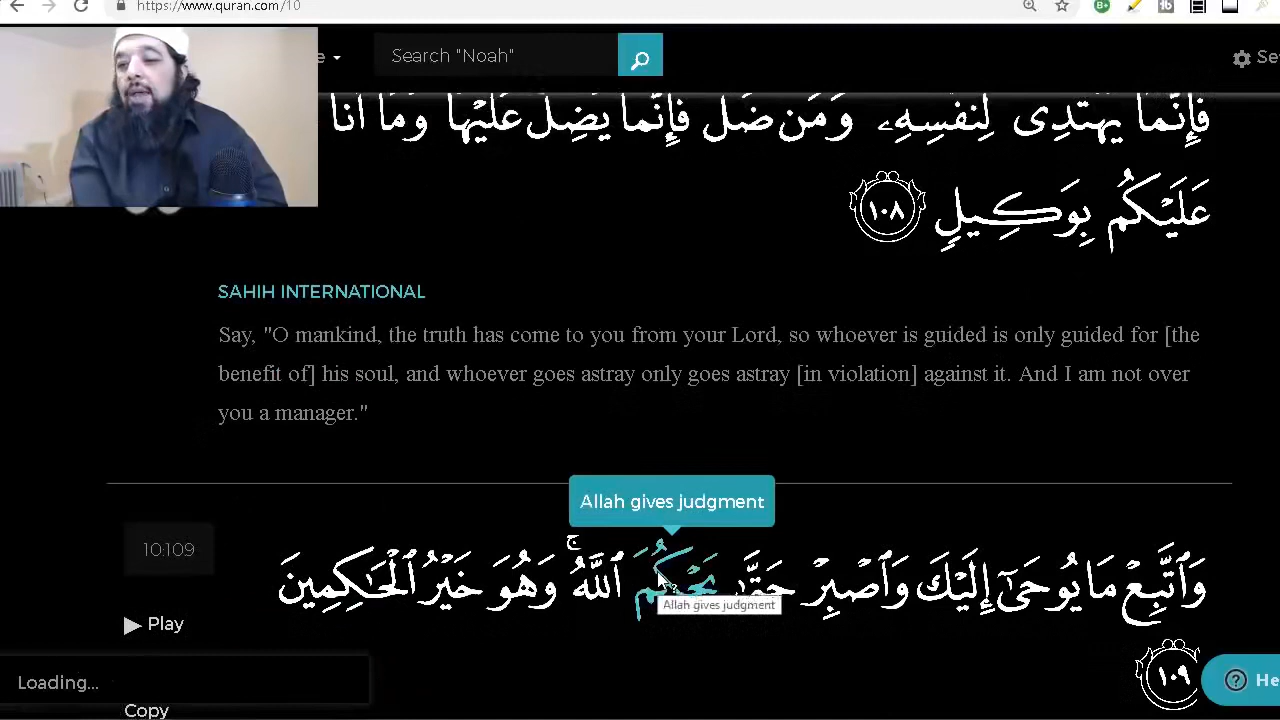 https://www.quran.com/10
Search "Noah"
Se
فَإِنَّمَا يَهْتَدِى لِنَفْسِهِۦ وَمَن ضَلَّ فَإِنَّمَا يَضِلُّ عَلَيْهَا وَمَآ أَنَا۠
عَلَيْكُم بِوَكِيلٍ ١٠٨
SAHIH INTERNATIONAL
Say, "O mankind, the truth has come to you from your Lord, so whoever is guided is only guided for [the
benefit of] his soul, and whoever goes astray only goes astray [in violation] against it. And I am not over
you a manager."
Allah gives judgment
10:109
وَٱتَّبِعْ مَا يُوحَىٰٓ إِلَيْكَ وَٱصْبِرْ حَتَّىٰ يَحْكُمَ ٱللَّهُ ۚ وَهُوَ خَيْرُ ٱلْحَـٰكِمِينَ
Allah gives judgment
Play
١٠٩
Loading...
He
Copy